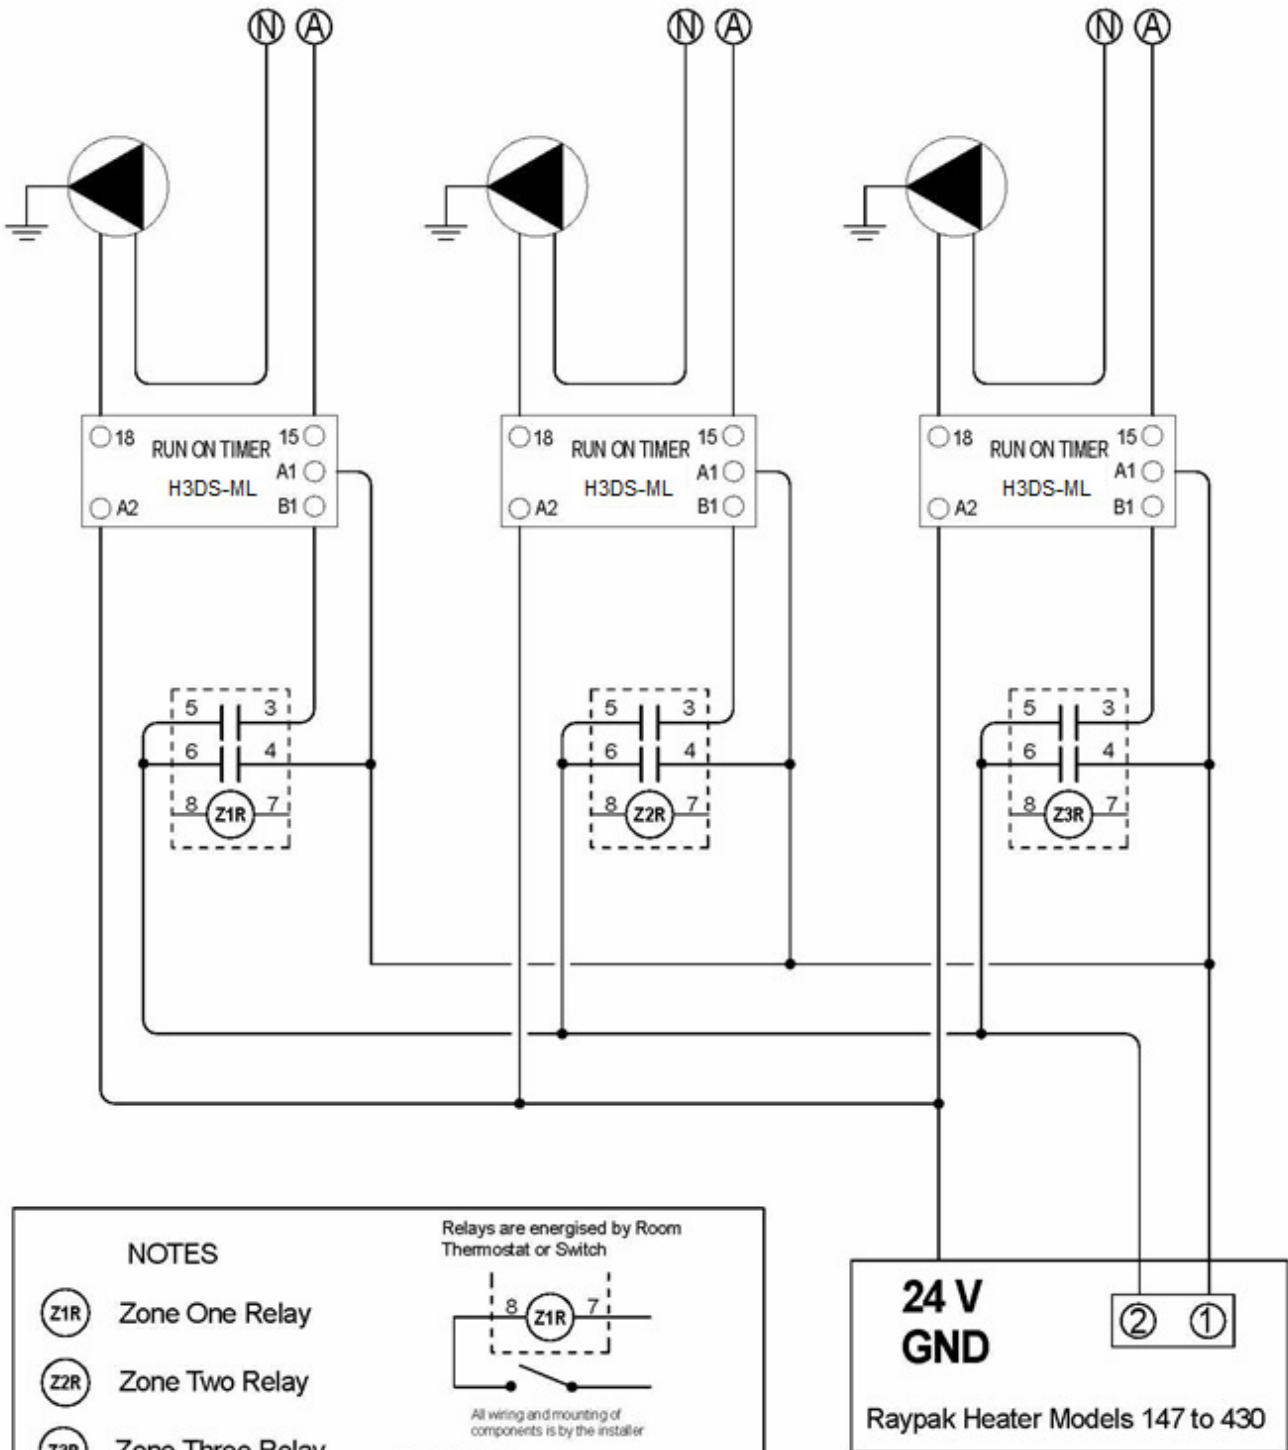 N A N A N A
18 RUN ON TIMER 15
H3DS-ML A1
A2 B1
18 RUN ON TIMER 15
H3DS-ML A1
A2 B1
18 RUN ON TIMER 15
H3DS-ML A1
A2 B1
5 3
6 4
8 Z1R 7
5 3
6 4
8 Z2R 7
5 3
6 4
8 Z3R 7
NOTES
Z1R Zone One Relay
Z2R Zone Two Relay
Z3R Zone Three Relay
Relays are energised by Room
Thermostat or Switch
8 Z1R 7
All wiring and mounting of
components is by the installer
24 V
GND
2 1
Raypak Heater Models 147 to 430